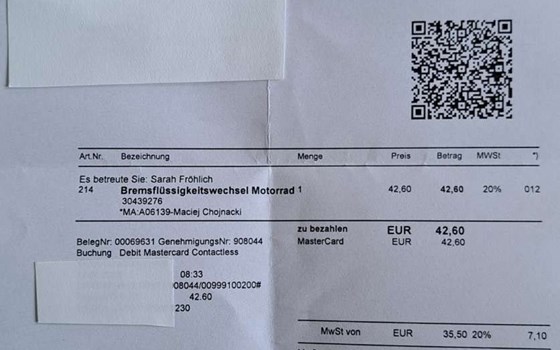 Art.Nr. Bezeichnung Menge Preis Betrag MWSt *)
Es betreute Sie: Sarah Fröhlich
214 Bremsflüssigkeitswechsel Motorrad 1 42,60 42,60 20% 012
30439276
*MA:A06139-Maciej Chojnacki
zu bezahlen EUR 42,60
BelegNr: 00069631 GenehmigungsNr: 908044 MasterCard EUR 42,60
Buchung Debit Mastercard Contactless
08:33
08044/00999100200#
42.60
230
MwSt von EUR 35,50 20% 7,10